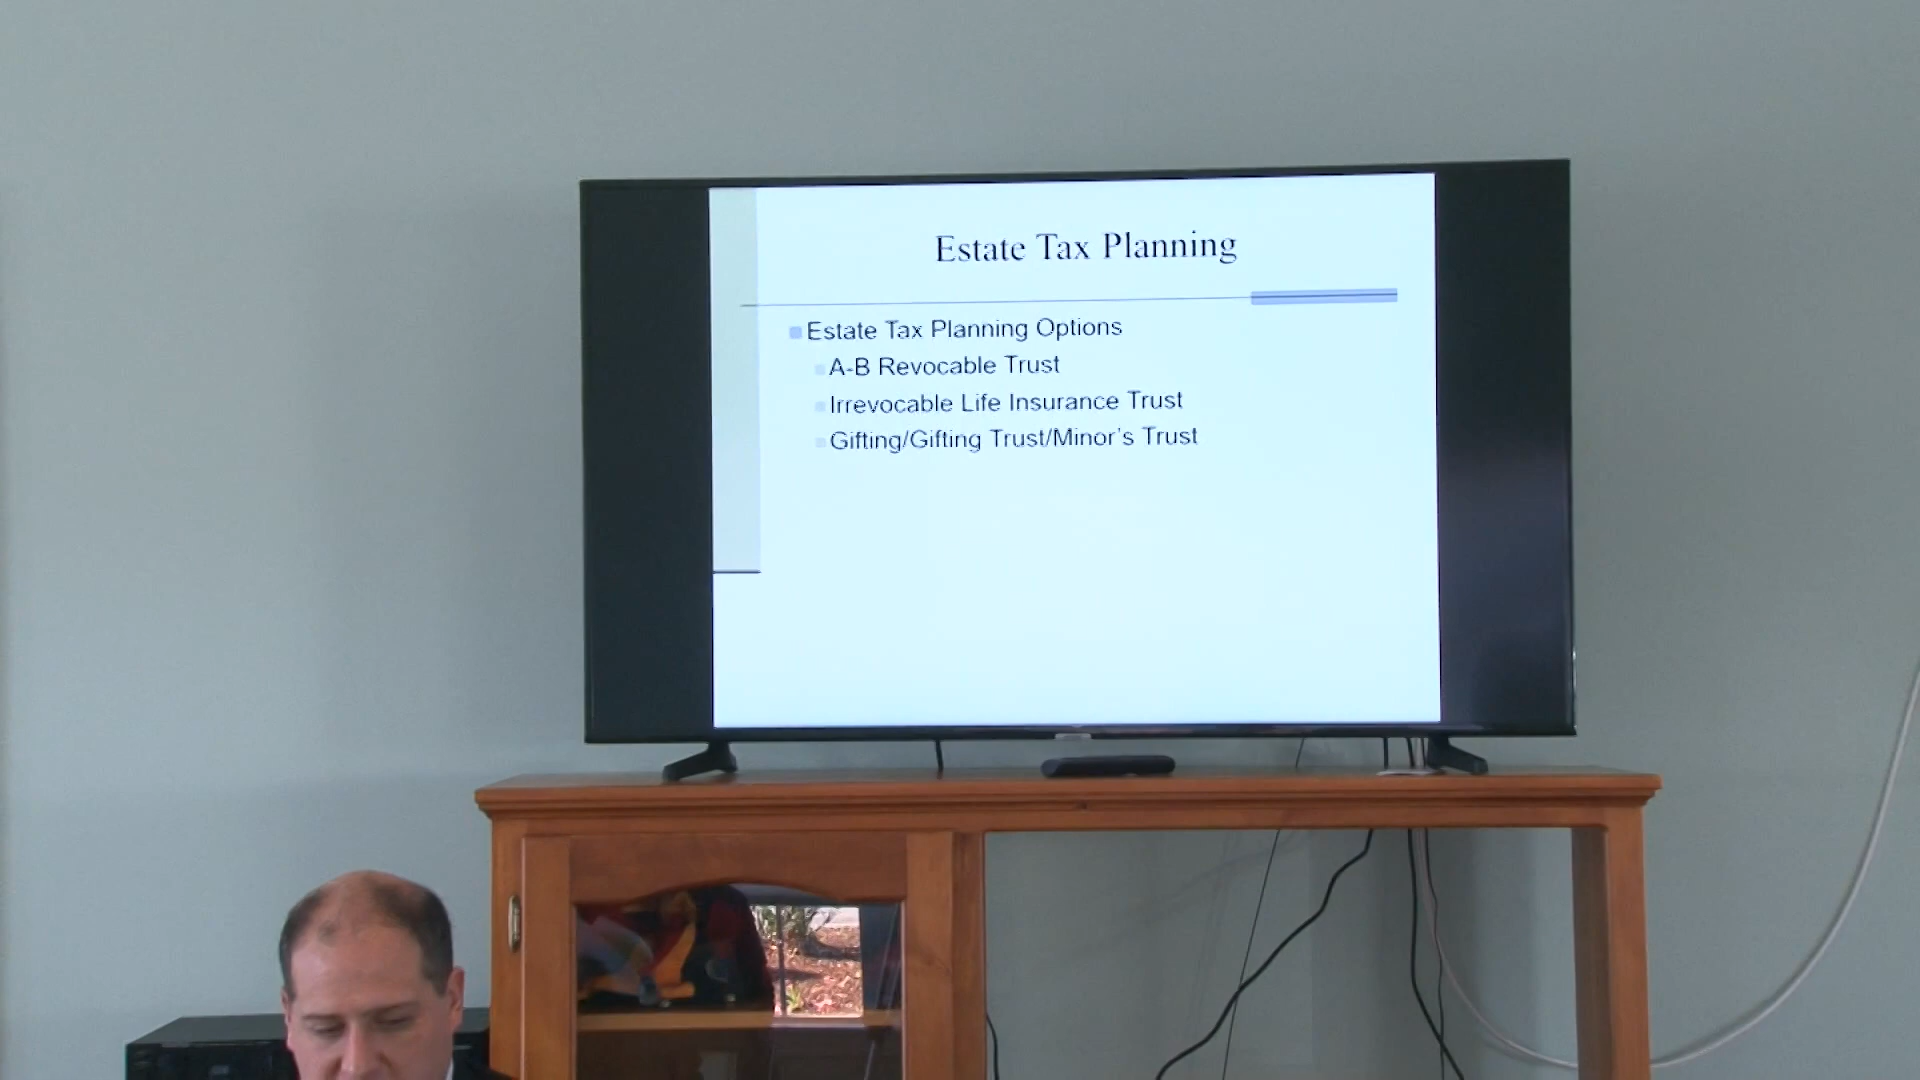 Estate Tax Planning
Estate Tax Planning Options
A-B Revocable Trust
Irrevocable Life Insurance Trust
Gifting/Gifting Trust/Minor's Trust